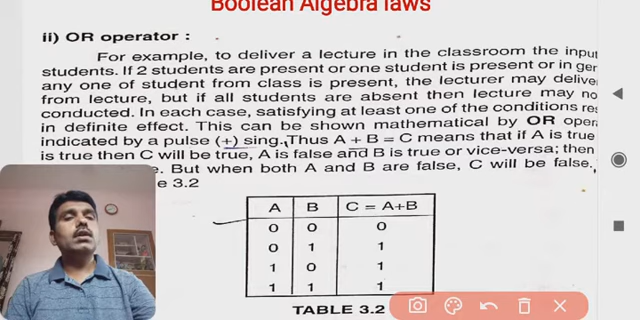 Boolean Algebra laws
ii) OR operator :
For example, to deliver a lecture in the classroom the input
students. If 2 students are present or one student is present or in ger
any one of student from class is present, the lecturer may delive
from lecture, but if all students are absent then lecture may no
conducted. In each case, satisfying at least one of the conditions res
in definite effect. This can be shown mathematical by OR opera
indicated by a pulse (+) sing. Thus A + B = C means that if A is true
is true then C will be true, A is false and B is true or vice-versa; then
But when both A and B are false, C will be false.
3.2
A B C = A+B
0 0 0
0 1 1
1 0 1
1 1 1
TABLE 3.2